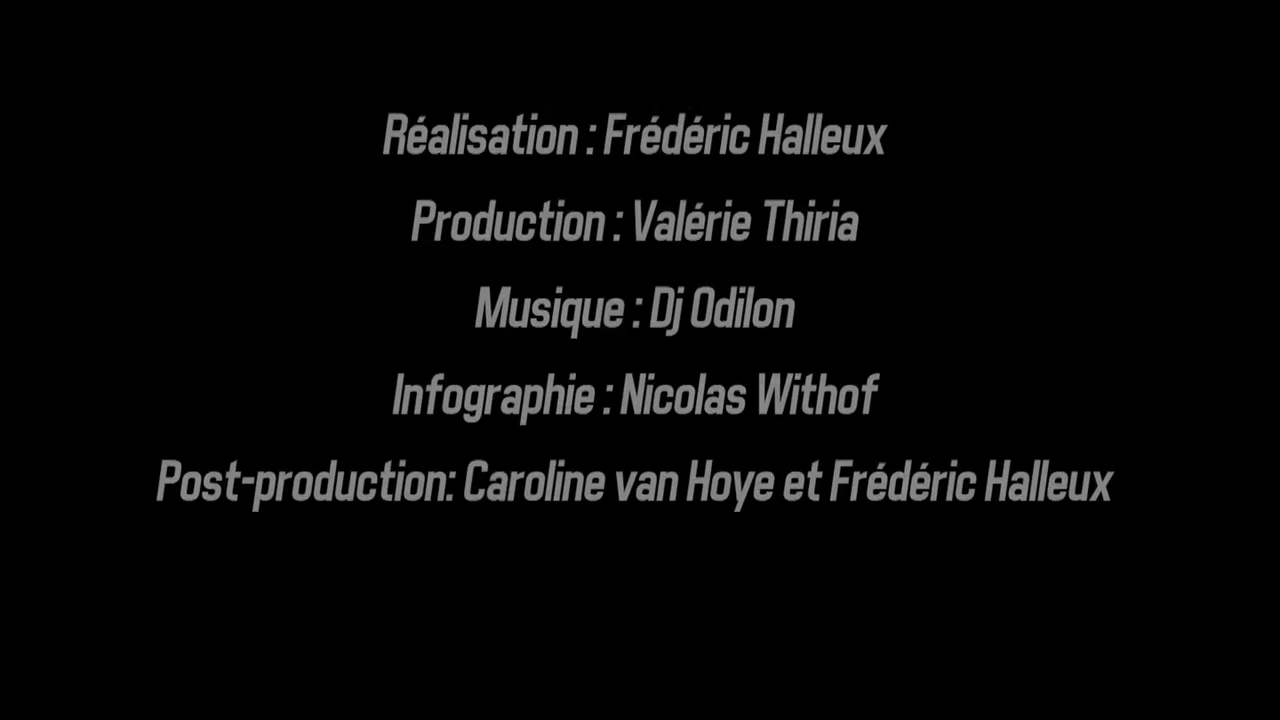 Réalisation : Frédéric Halleux
Production : Valérie Thiria
Musique : Dj Odilon
Infographie : Nicolas Withof
Post-production: Caroline van Hoye et Frédéric Halleux